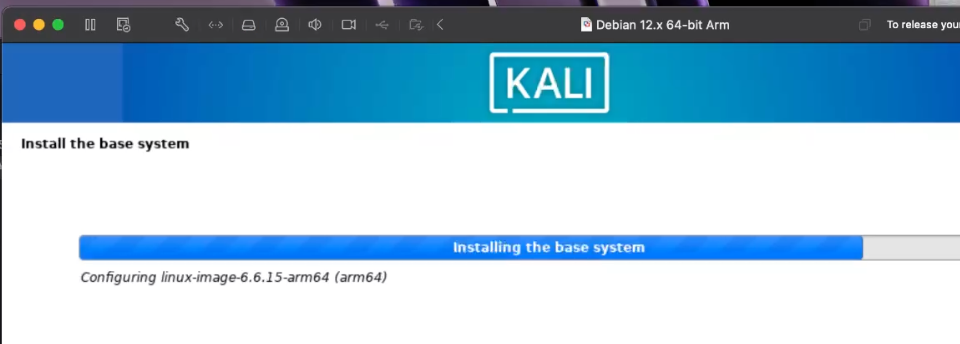 Debian 12.x 64-bit Arm
To release your
KALI
Install the base system
Installing the base system
Configuring linux-image-6.6.15-arm64 (arm64)